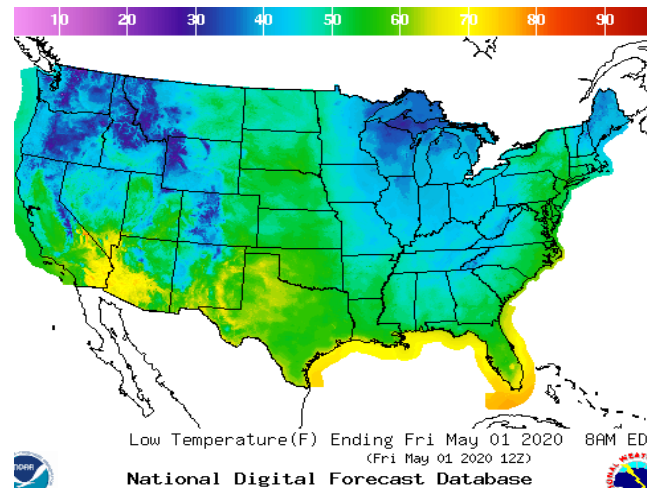 10 20 30 40 50 60 70 80 90
Low Temperature(F) Ending Fri May 01 2020 8AM ED
(Fri May 01 2020 12Z)
National Digital Forecast Database